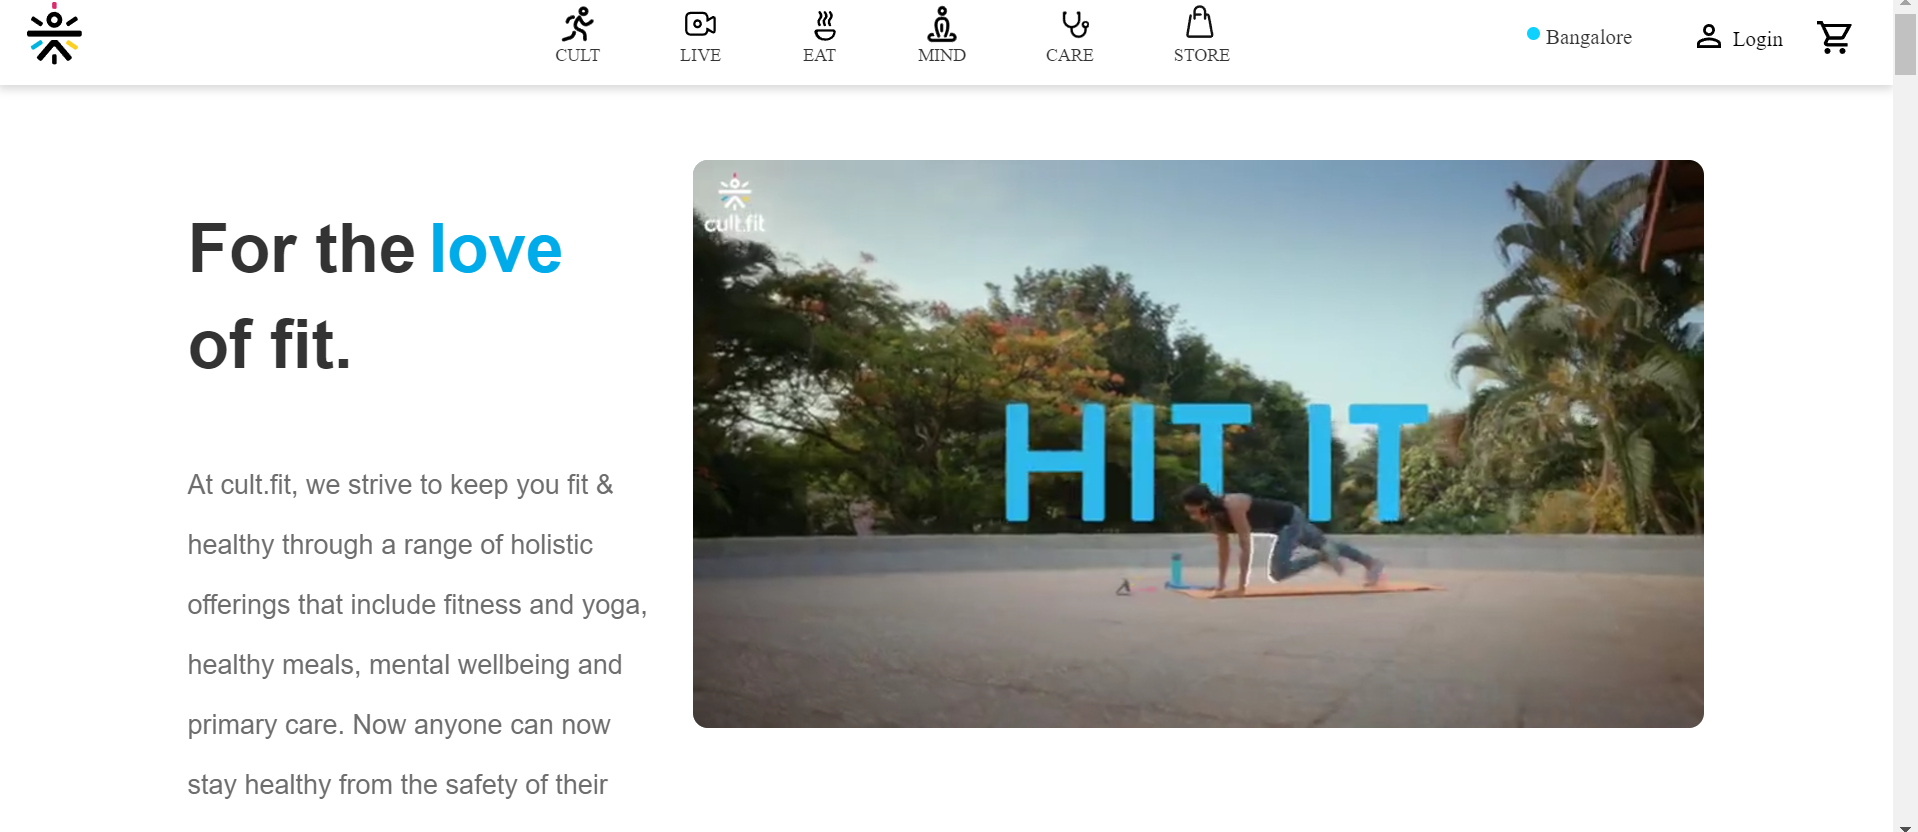 CULT
LIVE
EAT
MIND
CARE
STORE
Bangalore
Login
For the love
of fit.
At cult.fit, we strive to keep you fit &
healthy through a range of holistic
offerings that include fitness and yoga,
healthy meals, mental wellbeing and
primary care. Now anyone can now
stay healthy from the safety of their
cult.fit
HIT IT